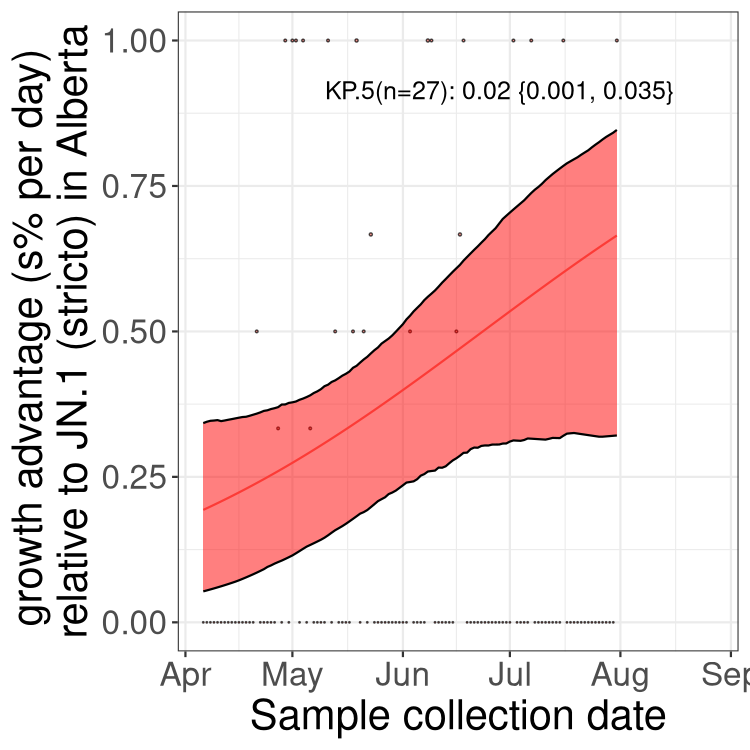 growth advantage (s% per day)
relative to JN.1 (stricto) in Alberta
1.00
0.75
0.50
0.25
0.00
KP.5(n=27): 0.02 {0.001, 0.035}
Apr May Jun Jul Aug Sep
Sample collection date